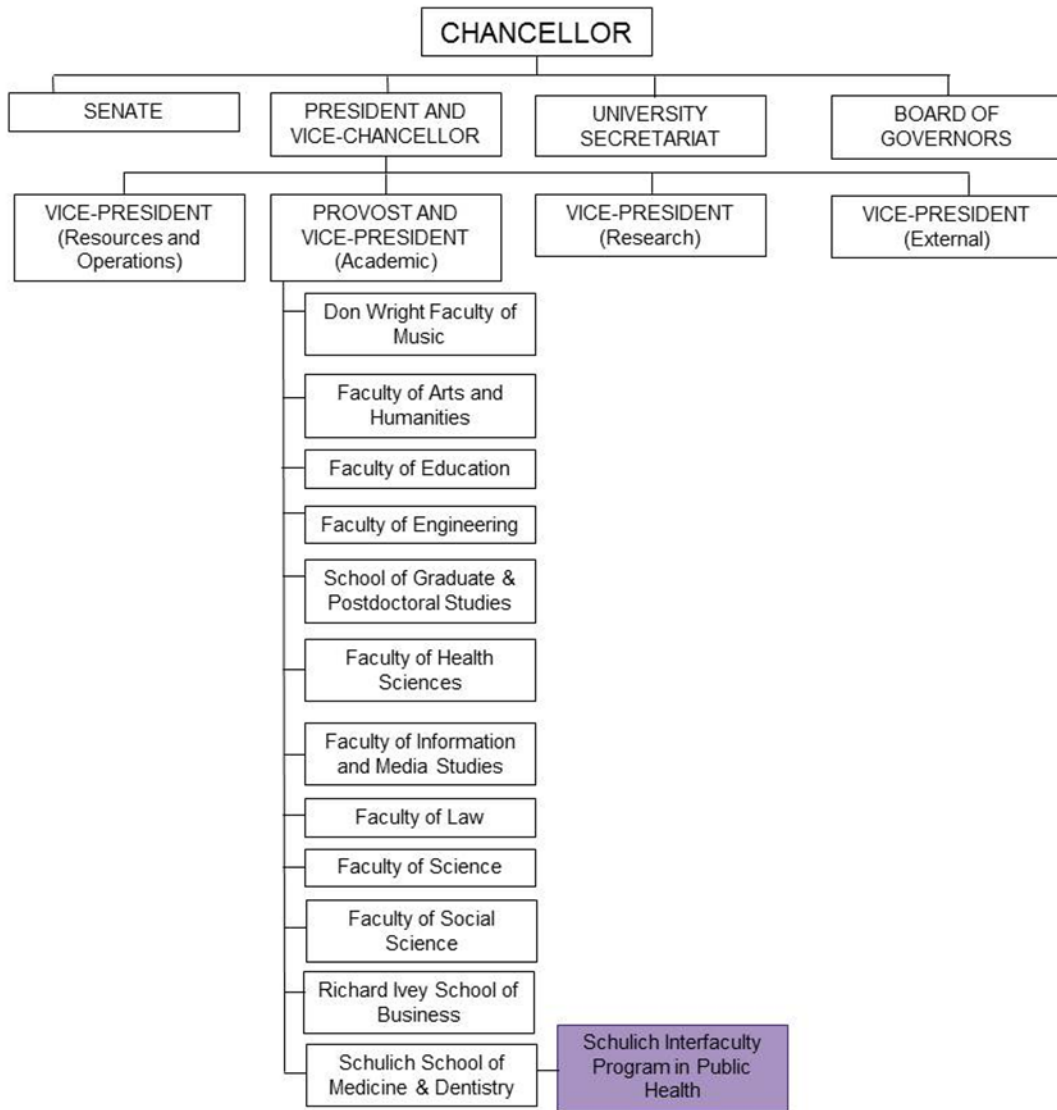 CHANCELLOR
SENATE
PRESIDENT AND
VICE-CHANCELLOR
UNIVERSITY
SECRETARIAT
BOARD OF
GOVERNORS
VICE-PRESIDENT
(Resources and
Operations)
PROVOST AND
VICE-PRESIDENT
(Academic)
VICE-PRESIDENT
(Research)
VICE-PRESIDENT
(External)
Don Wright Faculty of
Music
Faculty of Arts and
Humanities
Faculty of Education
Faculty of Engineering
School of Graduate &
Postdoctoral Studies
Faculty of Health
Sciences
Faculty of Information
and Media Studies
Faculty of Law
Faculty of Science
Faculty of Social
Science
Richard Ivey School of
Business
Schulich School of
Medicine & Dentistry
Schulich Interfaculty
Program in Public
Health